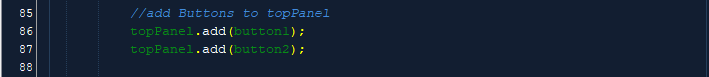 85 //add Buttons to topPanel
86 topPanel.add(button1);
87 topPanel.add(button2);
88